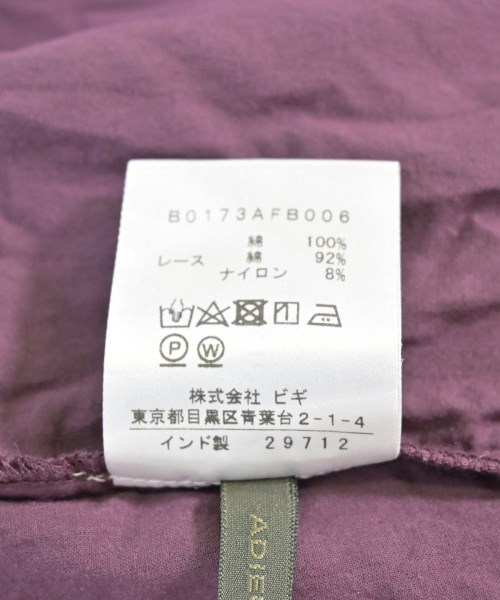 B0173AFB006
綿 100%
レース 綿 92%
ナイロン 8%
P W
株式会社 ビギ
東京都目黒区青葉台2-1-4
インド製 29712